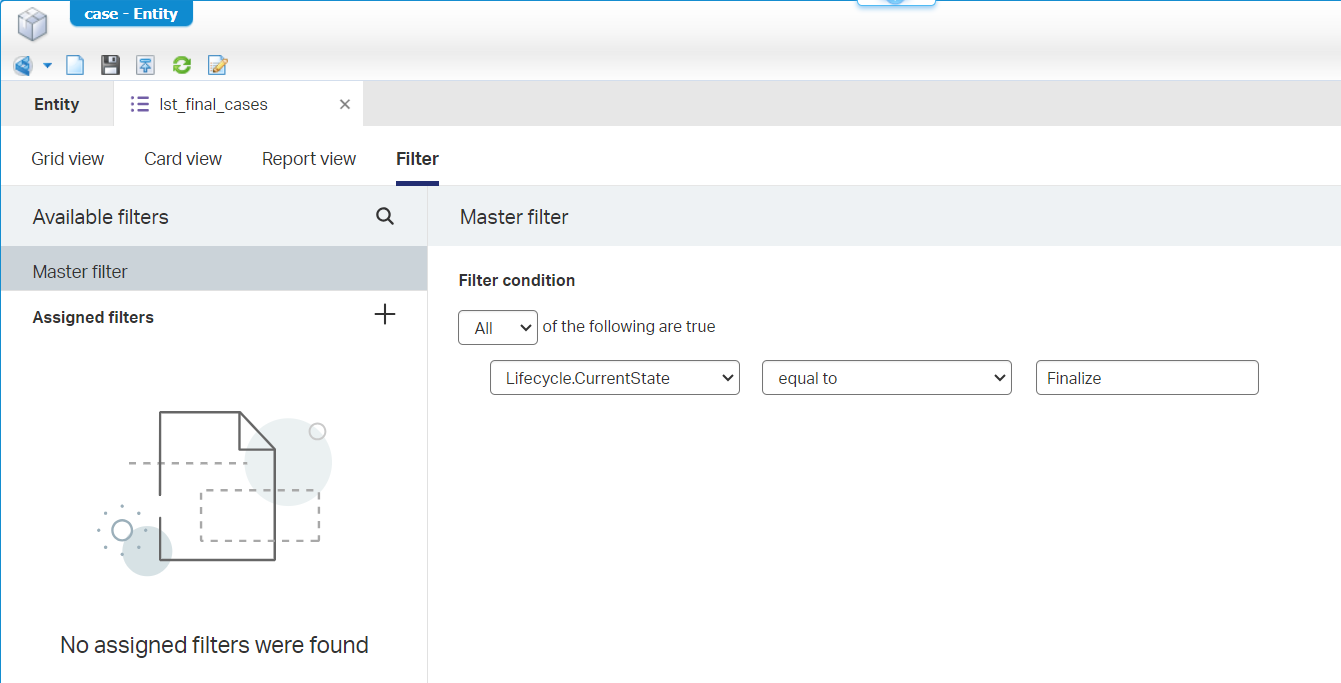 case - Entity
Entity
lst_final_cases
Grid view
Card view
Report view
Filter
Available filters
Master filter
Assigned filters
No assigned filters were found
Master filter
Filter condition
All of the following are true
Lifecycle.CurrentState equal to Finalize